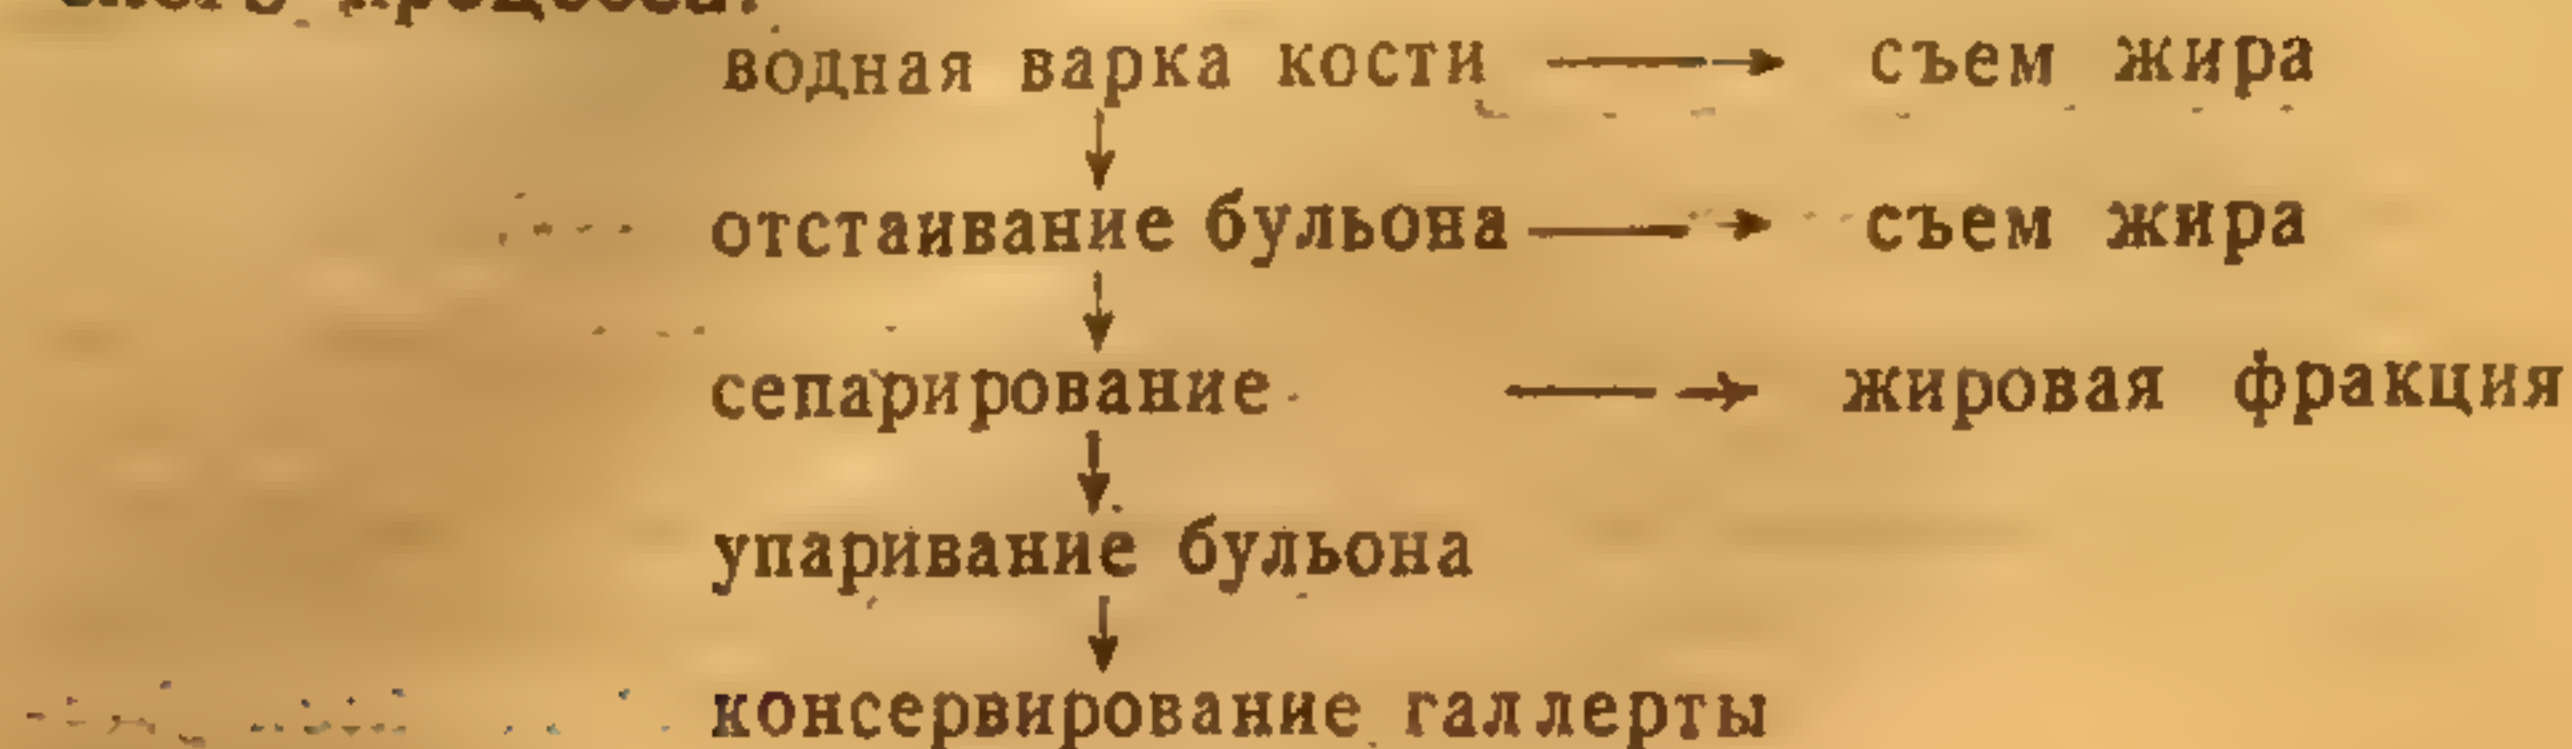 водная варка кости → съем жира
отстаивание бульона → съем жира
сепарирование → жировая фракция
упаривание бульона
консервирование галлерты